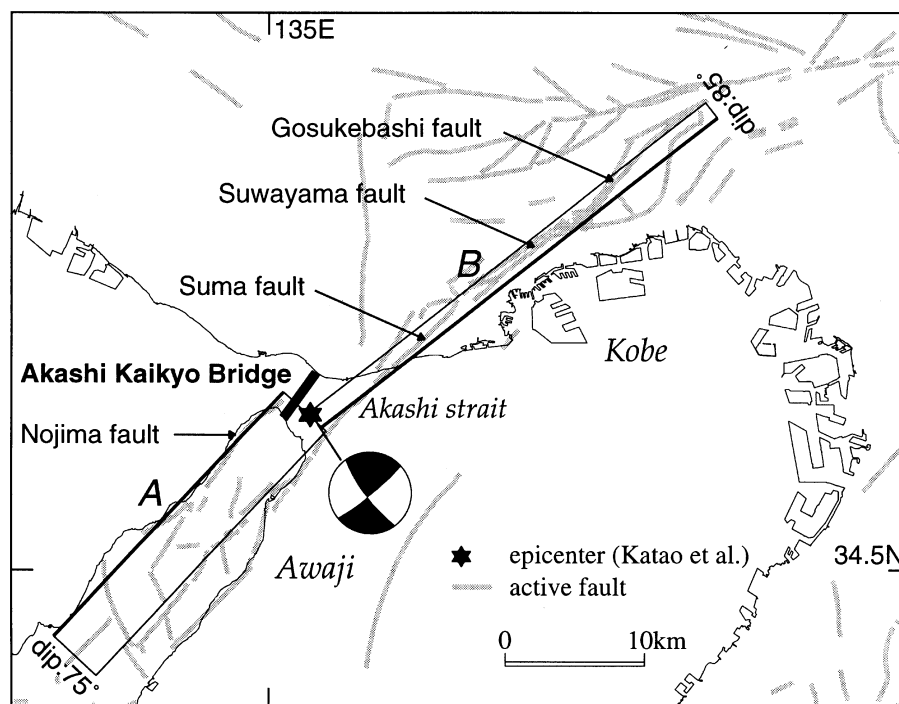 135E
dip:85°
Gosukebashi fault
Suwayama fault
B
Suma fault
Kobe
Akashi Kaikyo Bridge
Akashi strait
Nojima fault
A
epicenter (Katao et al.)
34.5N
Awaji
active fault
0 10km
dip:75°